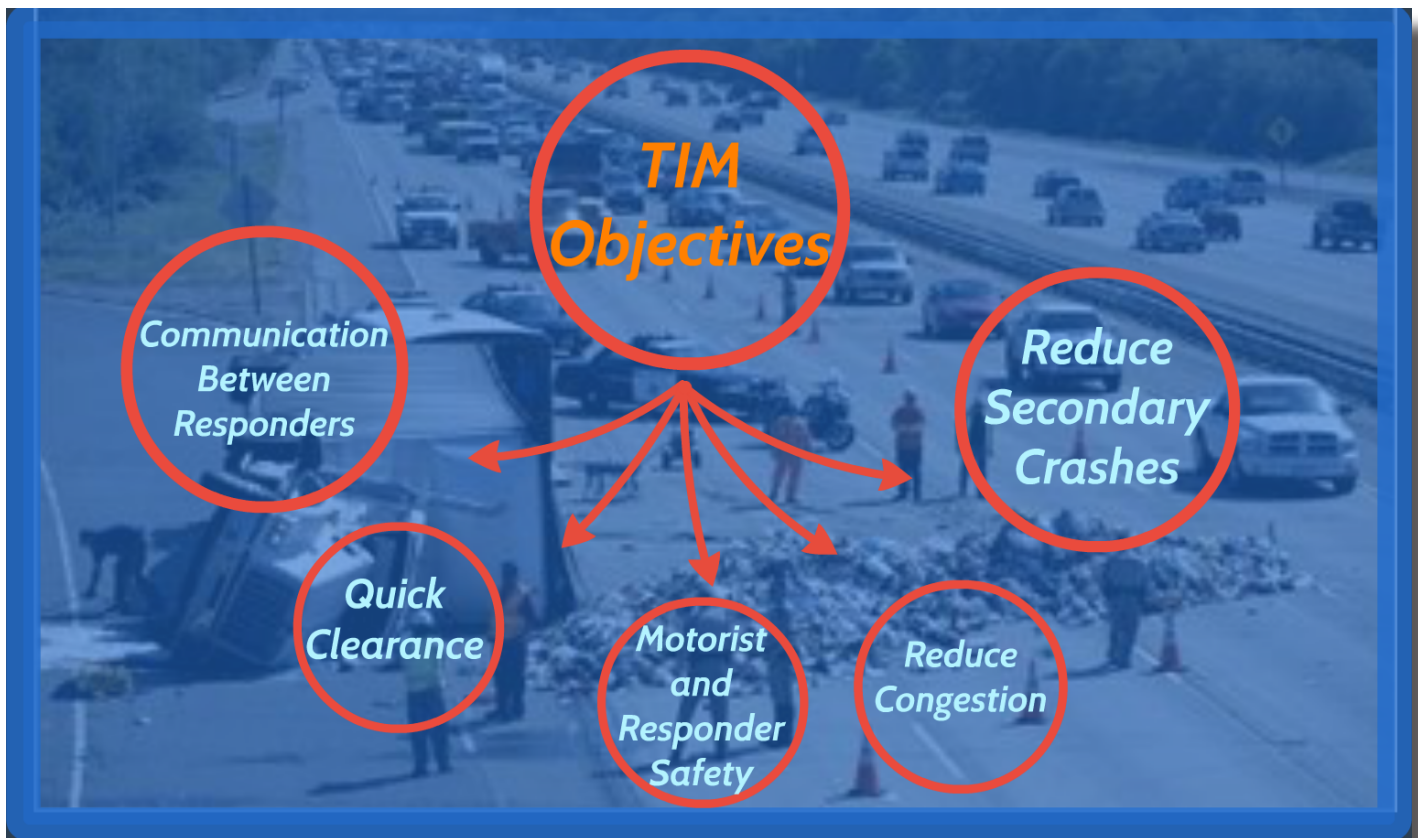 TIM
Objectives
Communication
Between
Responders
Reduce
Secondary
Crashes
Quick
Clearance
Motorist
and
Responder
Safety
Reduce
Congestion